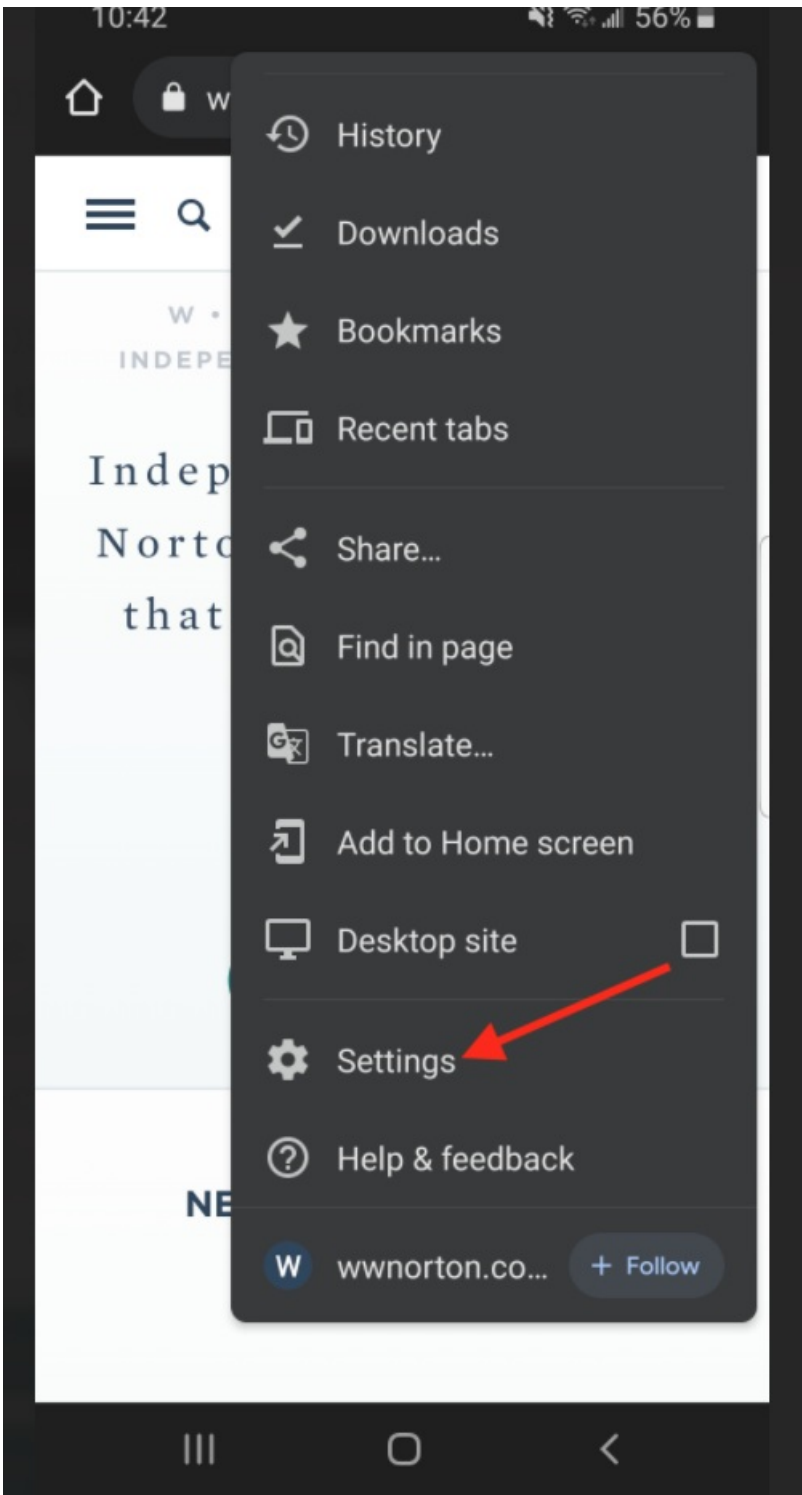 10:42
56%
w
History
Downloads
W •
Bookmarks
INDEPE
Recent tabs
Indep
Share...
Norto
that
Find in page
G
Translate...
Add to Home screen
Desktop site
Settings
Help & feedback
NE
W wwnorton.co... + Follow